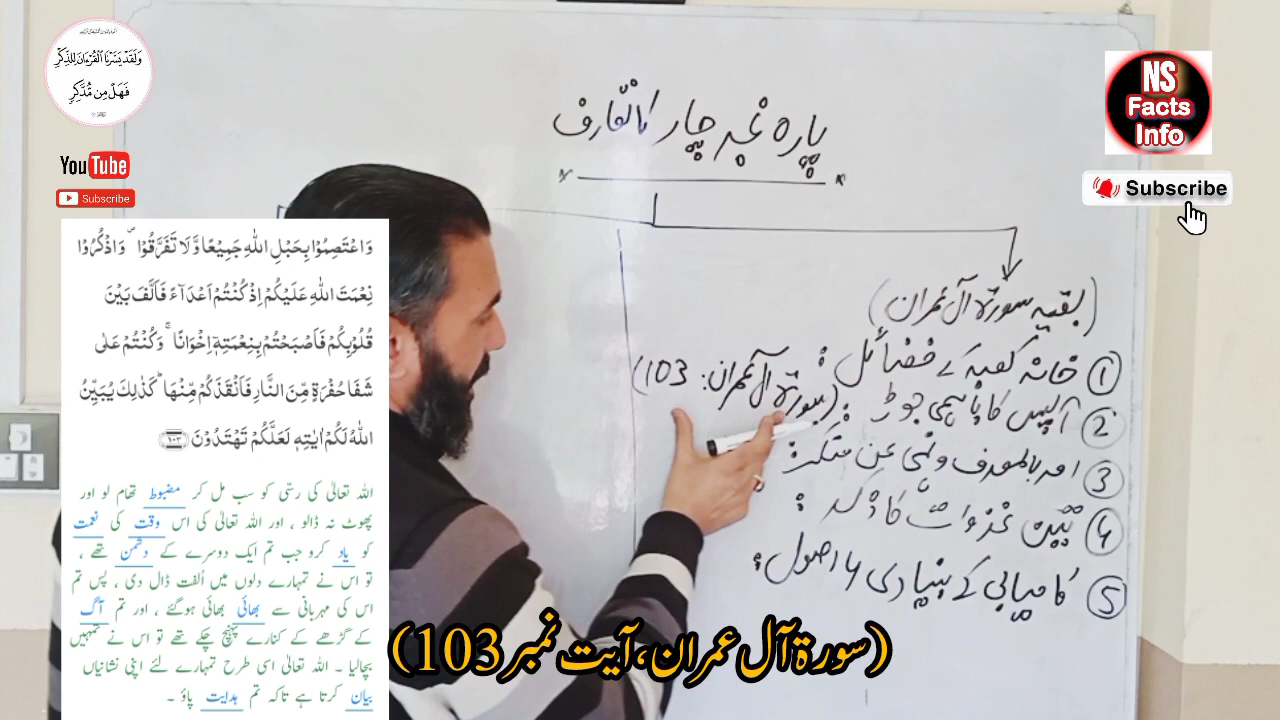 وَلَقَدْ يَسَّرْنَا الْقُرْءَانَ لِلذِّكْرِ
فَهَلْ مِن مُّدَّكِرٍ
YouTube
Subscribe
NS
Facts
Info
Subscribe
پارہ نمبر چار کا تعارف
(بقیہ سورۃ آل عمران)
① خانہ کعبہ کے فضائل :
② آپس کا باہمی جوڑ : (سورۃ آل عمران: 103)
③ امر بالمعرف و نہی عن منکر :
④ تین غزوات کا ذکر :
⑤ کامیابی کے بنیادی ۴ اصول :
وَاعْتَصِمُوْا بِحَبْلِ اللّٰهِ جَمِيْعًا وَّلَا تَفَرَّقُوْا ۪ وَاذْكُرُوْا
نِعْمَتَ اللّٰهِ عَلَيْكُمْ اِذْ كُنْتُمْ اَعْدَآءً فَاَلَّفَ بَيْنَ
قُلُوْبِكُمْ فَاَصْبَحْتُمْ بِنِعْمَتِهٖٓ اِخْوَانًا ۚ وَكُنْتُمْ عَلٰى
شَفَا حُفْرَةٍ مِّنَ النَّارِ فَاَنْقَذَكُمْ مِّنْهَا ؕ كَذٰلِكَ يُبَيِّنُ
اللّٰهُ لَكُمْ اٰيٰتِهٖ لَعَلَّكُمْ تَهْتَدُوْنَ ۝۱۰۳
اللہ تعالیٰ کی رسّی کو سب مل کر مضبوط تھام لو اور
پھوٹ نہ ڈالو ، اور اللہ تعالیٰ کی اس وقت کی نعمت
کو یاد کرو جب تم ایک دوسرے کے دشمن تھے ،
تو اس نے تمہارے دلوں میں اُلفت ڈال دی ، پس تم
اس کی مہربانی سے بھائی بھائی ہوگئے ، اور تم آگ
کے گڑھے کے کنارے پہنچ چکے تھے تو اس نے تمہیں
بچالیا ۔ اللہ تعالیٰ اسی طرح تمہارے لئے اپنی نشانیاں
بیان کرتا ہے تاکہ تم ہدایت پاؤ ۔
(سورۃ آل عمران، آیت نمبر 103)